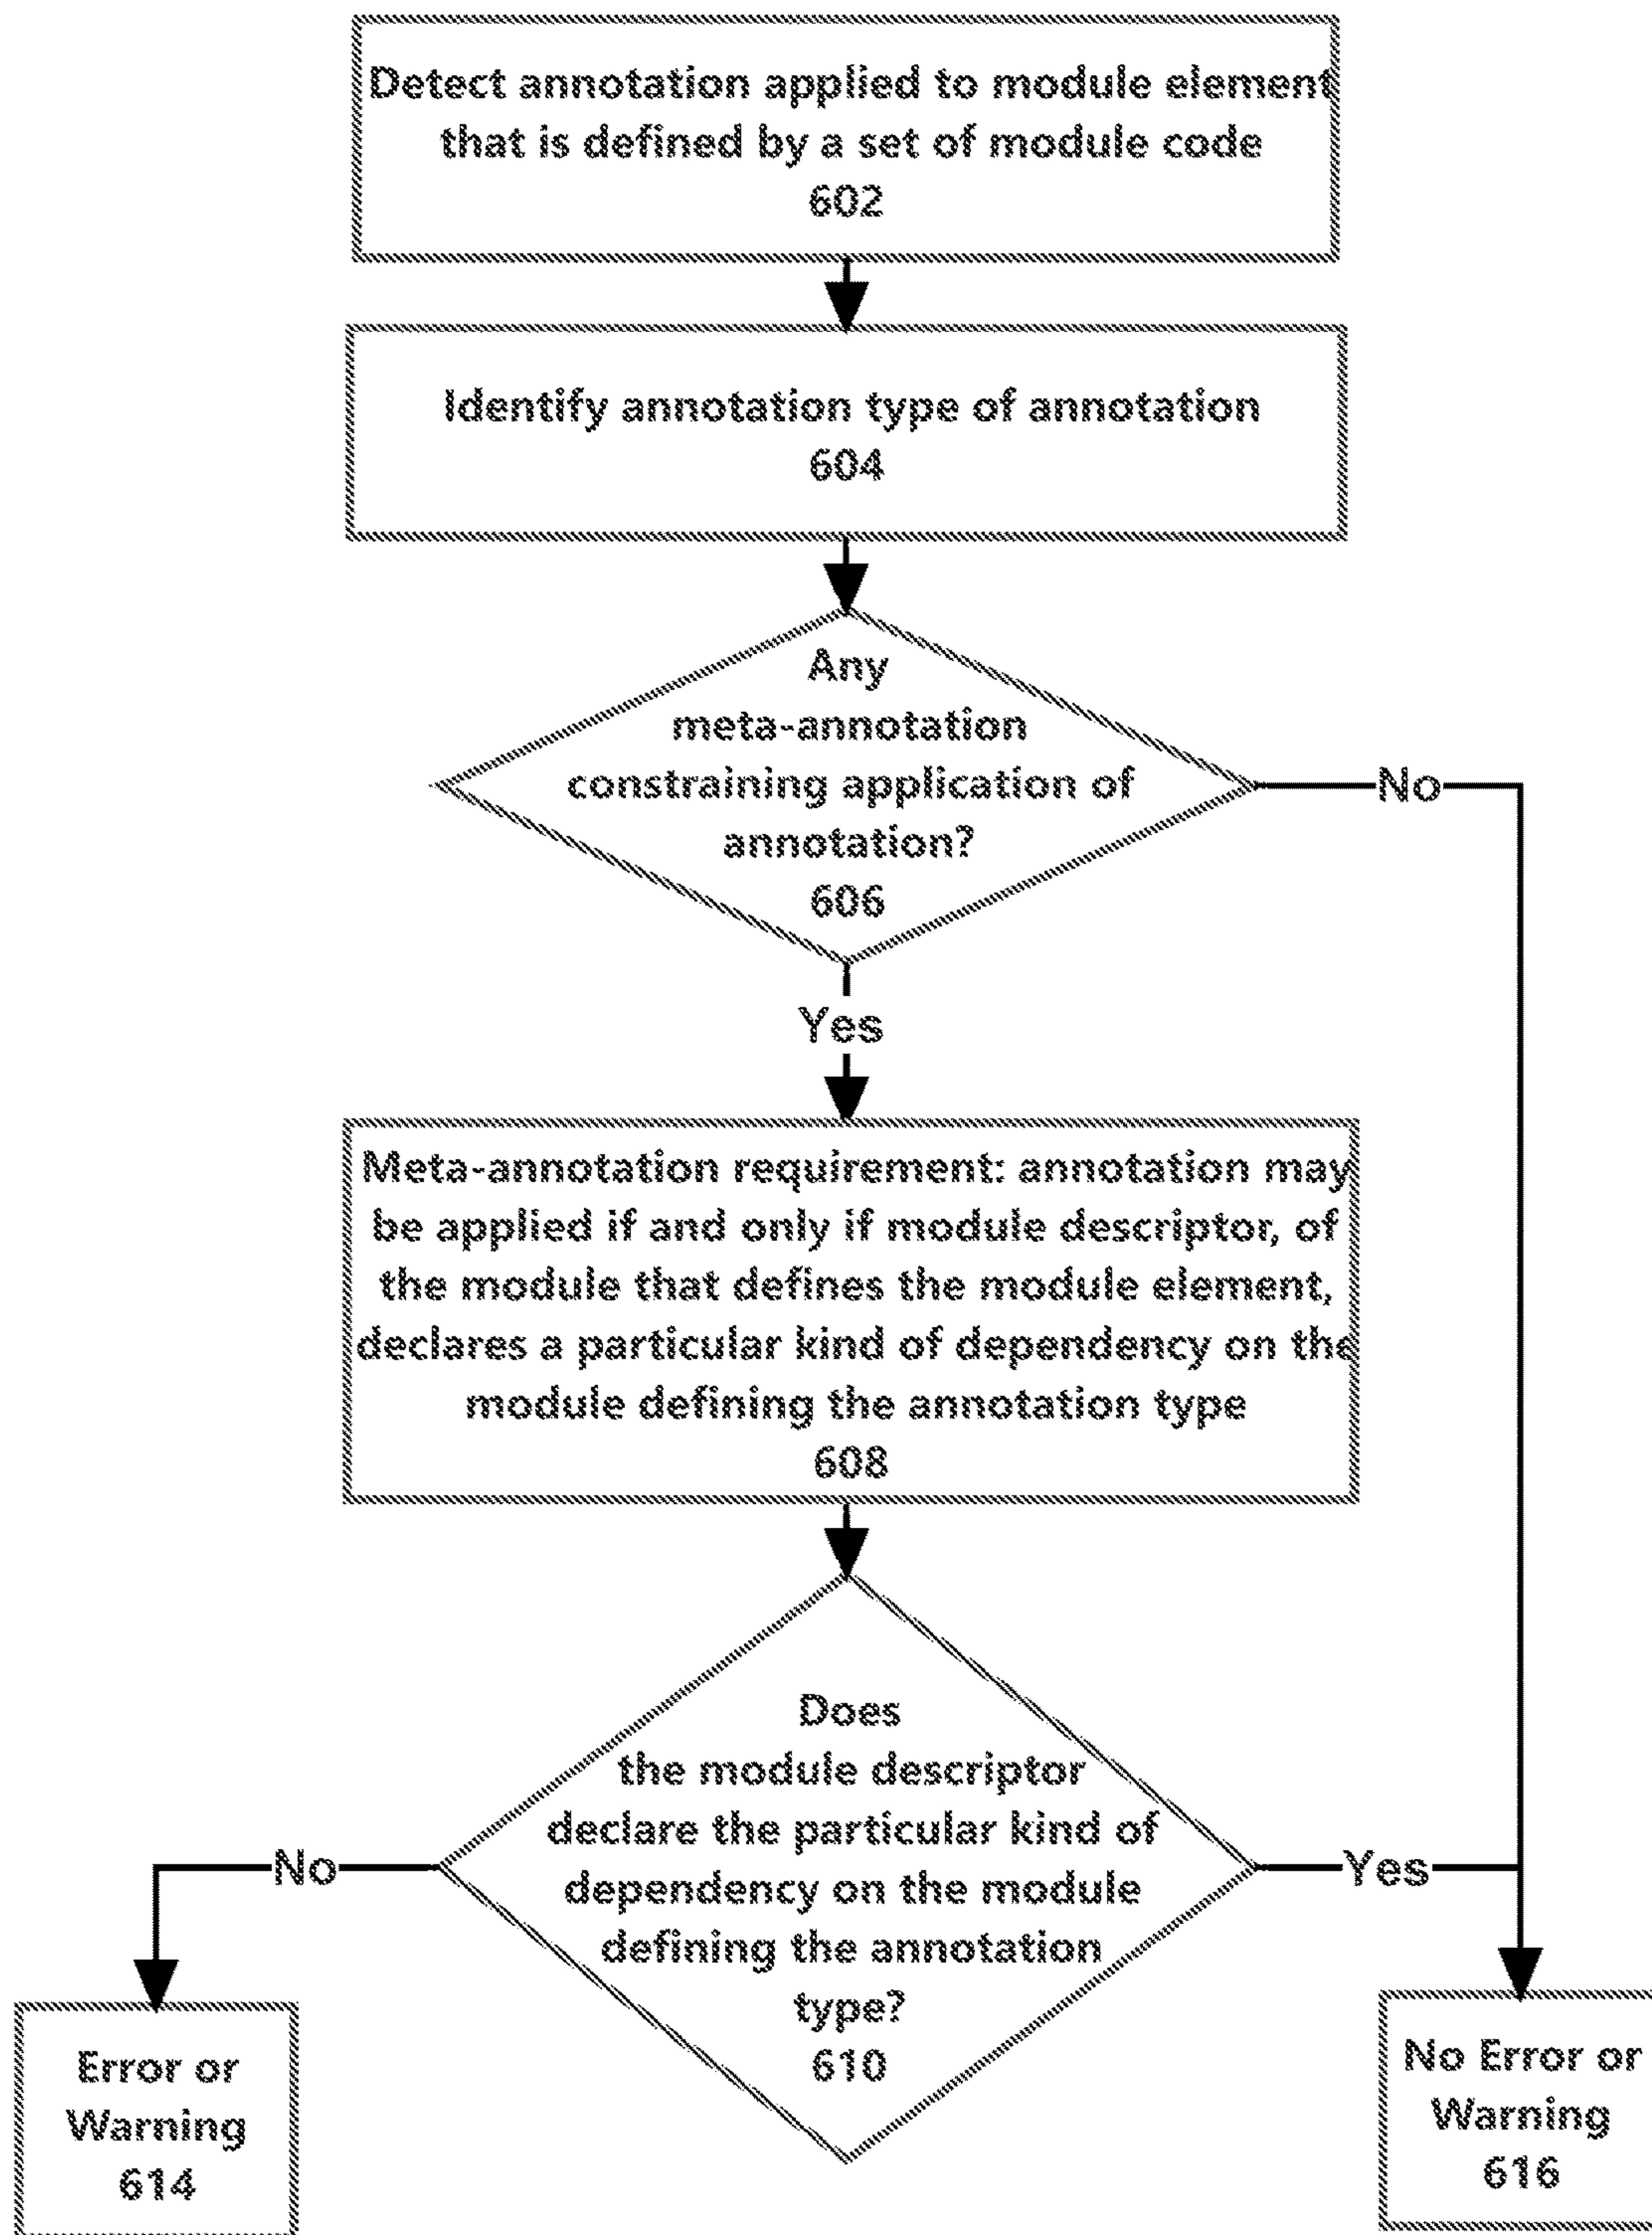 Detect annotation applied to module element
that is defined by a set of module code
602
Identify annotation type of annotation
604
Any
meta-annotation
constraining application of
annotation?
606
No
Yes
Meta-annotation requirement: annotation may
be applied if and only if module descriptor, of
the module that defines the module element,
declares a particular kind of dependency on the
module defining the annotation type
608
Does
the module descriptor
declare the particular kind of
dependency on the module
defining the annotation
type?
610
No
Yes
Error or
Warning
614
No Error or
Warning
616